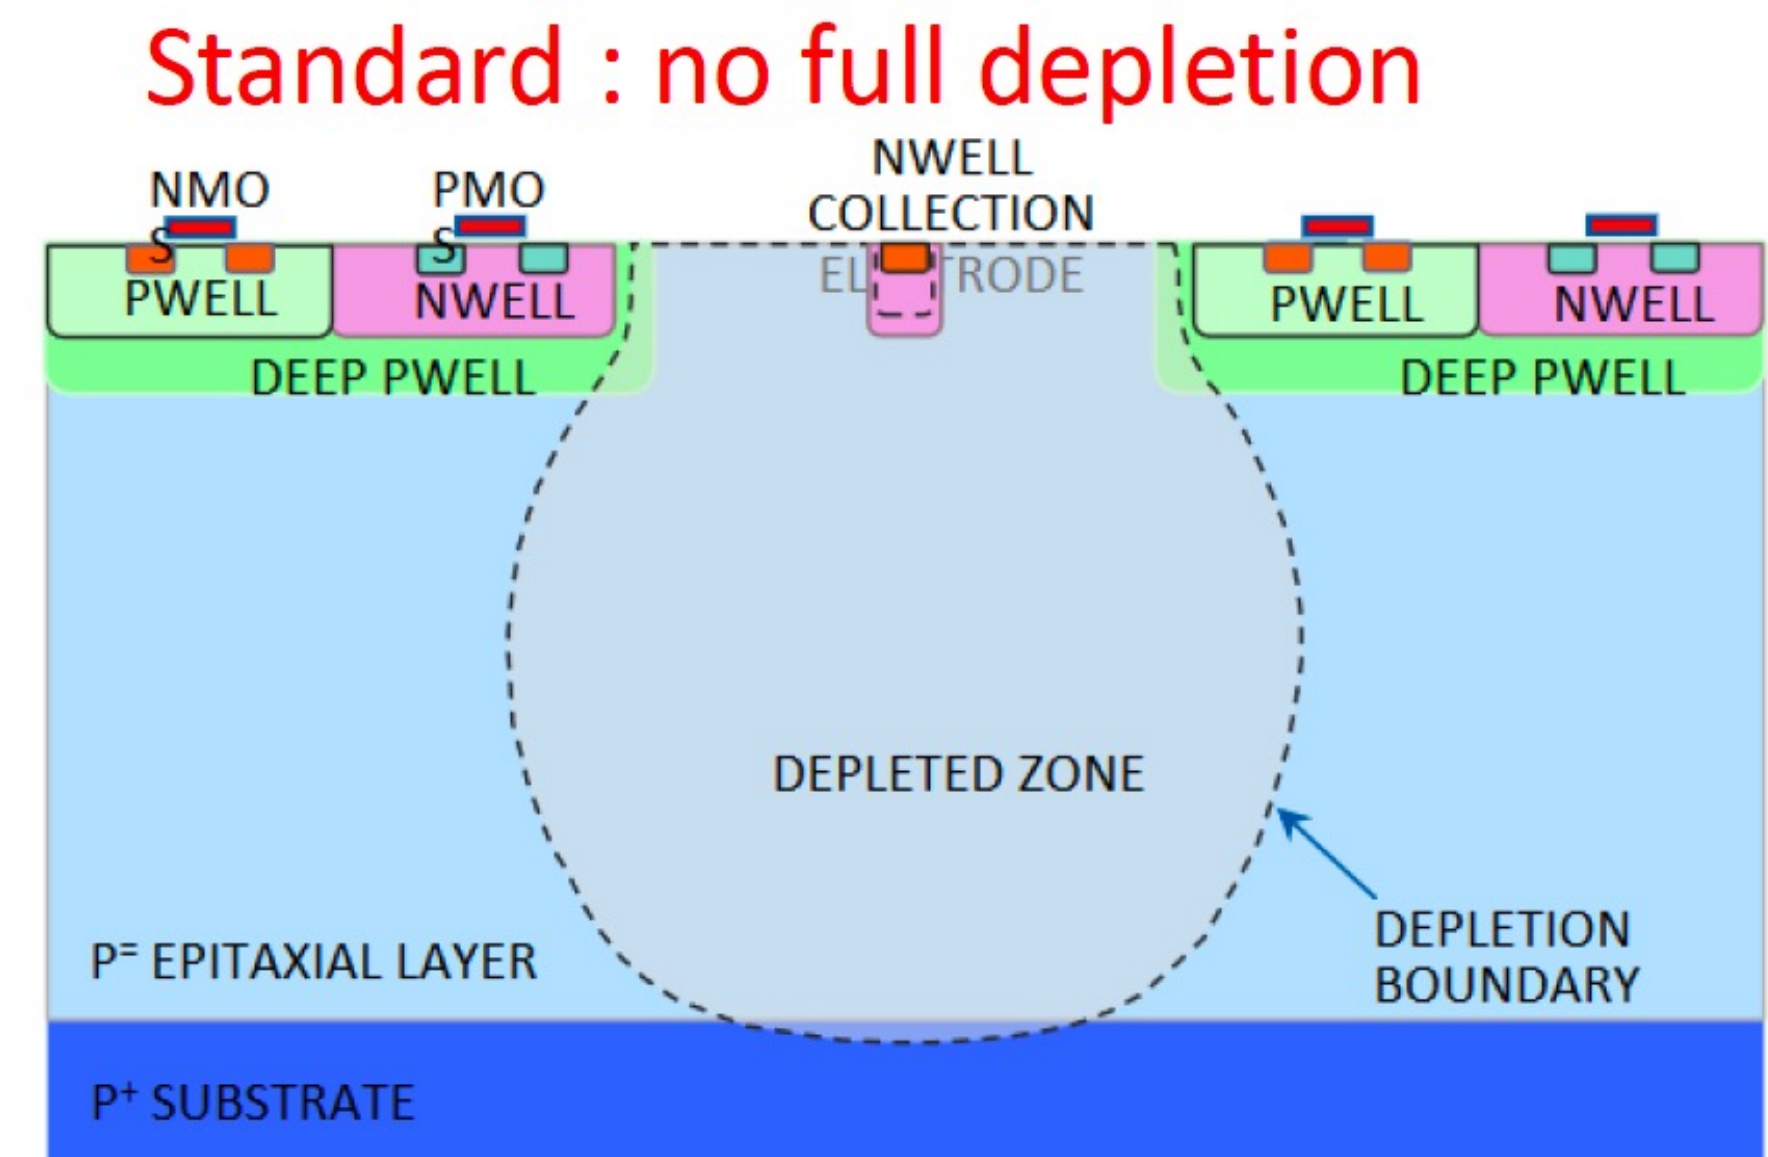 Standard : no full depletion
NMO
S
PMO
S
NWELL
COLLECTION
ELECTRODE
PWELL
NWELL
PWELL
NWELL
DEEP PWELL
DEEP PWELL
DEPLETED ZONE
DEPLETION
BOUNDARY
P= EPITAXIAL LAYER
P+ SUBSTRATE